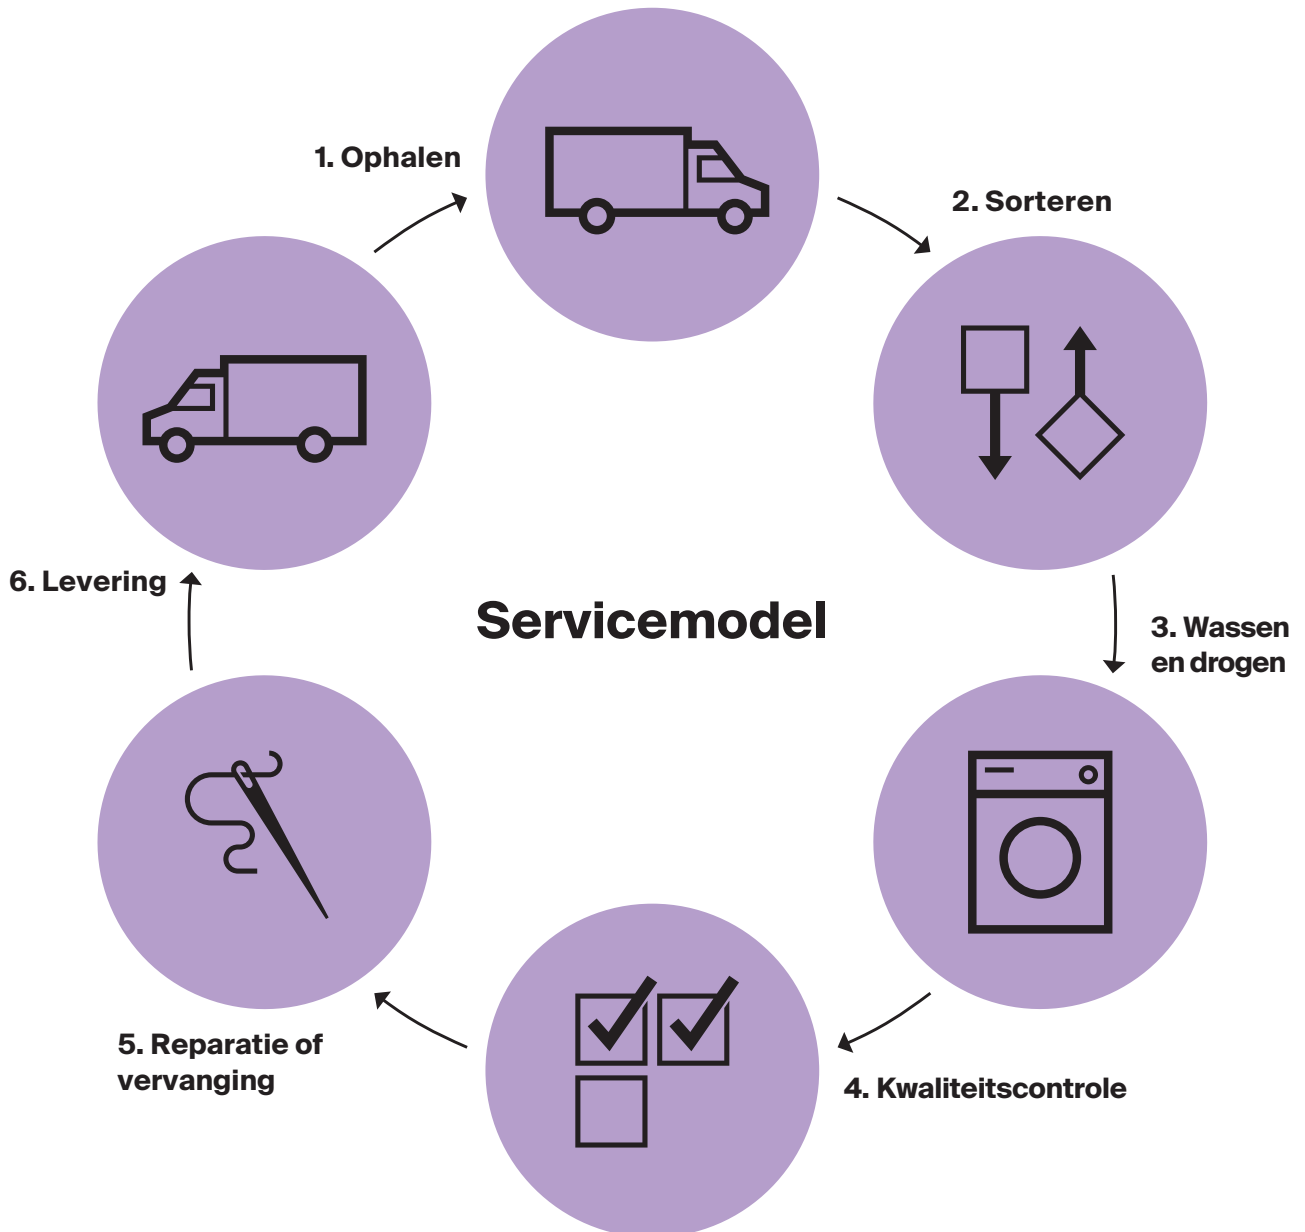 1. Ophalen
2. Sorteren
6. Levering
Servicemodel
3. Wassen
en drogen
5. Reparatie of
vervanging
4. Kwaliteitscontrole